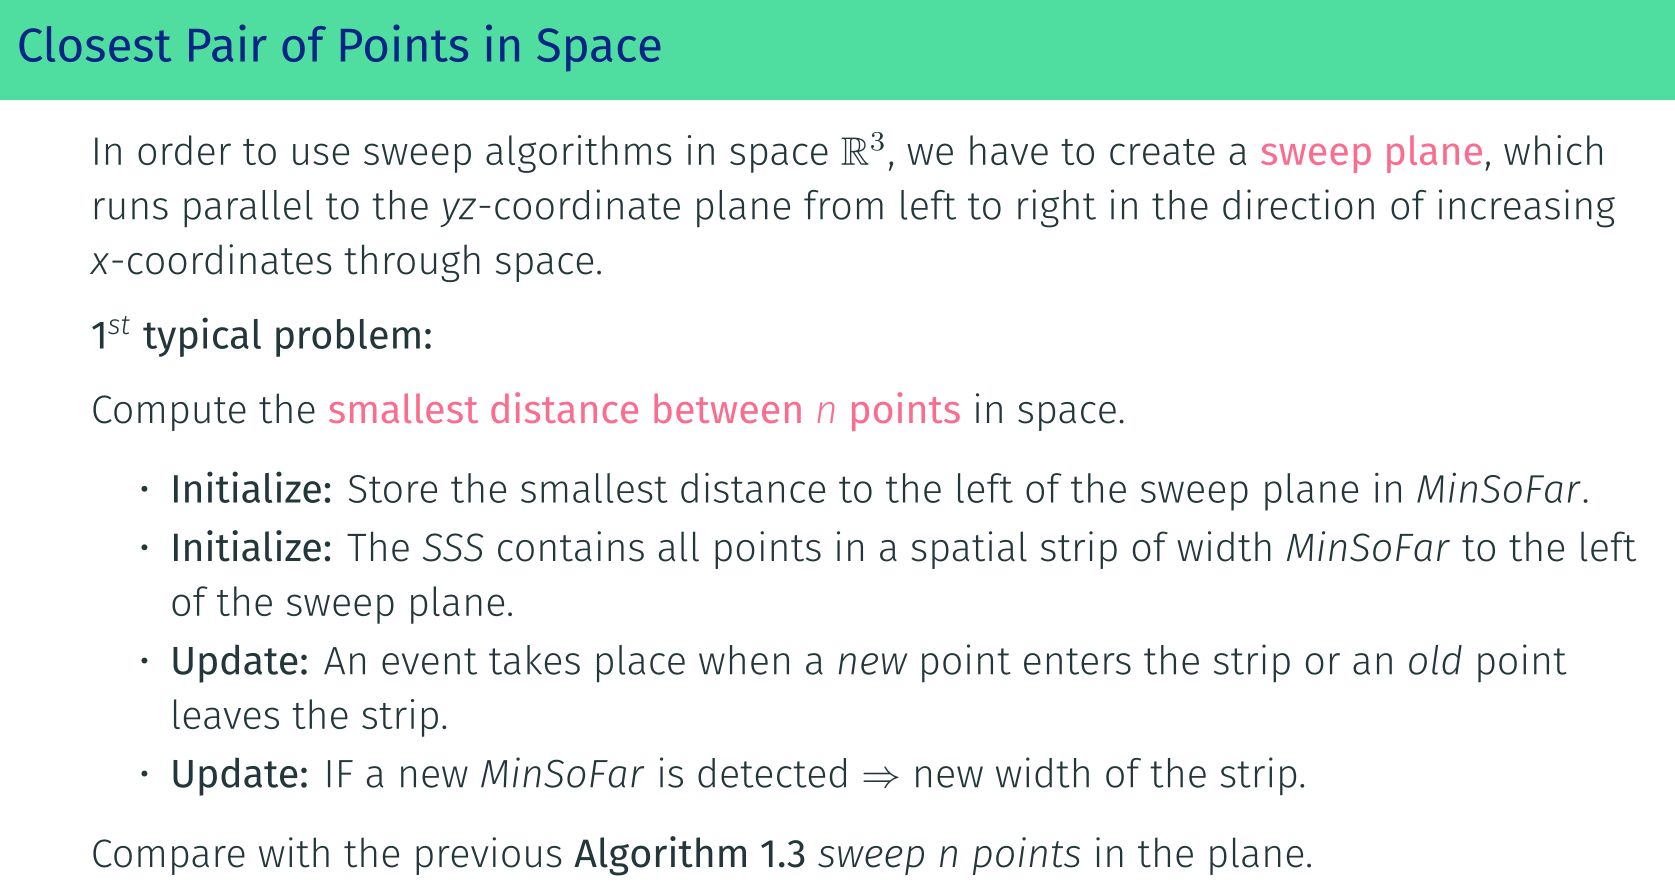 Closest Pair of Points in Space
In order to use sweep algorithms in space ℝ³, we have to create a sweep plane, which
runs parallel to the yz-coordinate plane from left to right in the direction of increasing
x-coordinates through space.
1st typical problem:
Compute the smallest distance between n points in space.
• Initialize: Store the smallest distance to the left of the sweep plane in MinSoFar.
• Initialize: The SSS contains all points in a spatial strip of width MinSoFar to the left
of the sweep plane.
• Update: An event takes place when a new point enters the strip or an old point
leaves the strip.
• Update: IF a new MinSoFar is detected ⇒ new width of the strip.
Compare with the previous Algorithm 1.3 sweep n points in the plane.